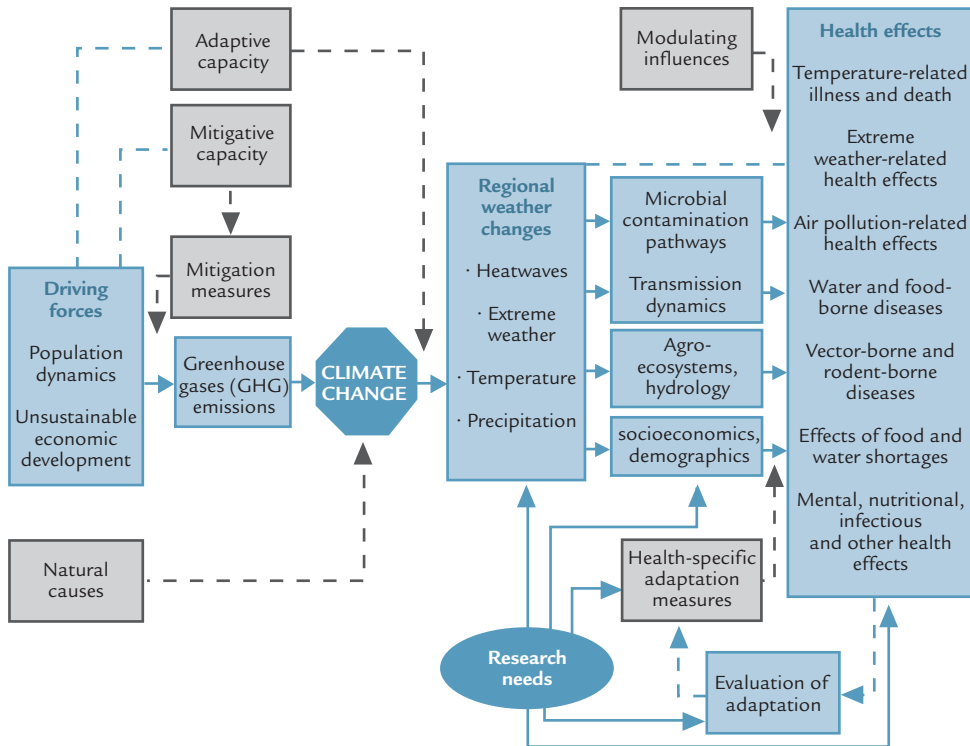 Adaptive
capacity
Mitigative
capacity
Mitigation
measures
Driving
forces
Population
dynamics
Unsustainable
economic
development
Greenhouse
gases (GHG)
emissions
CLIMATE
CHANGE
Natural
causes
Regional
weather
changes
· Heatwaves
· Extreme
weather
· Temperature
· Precipitation
Modulating
influences
Microbial
contamination
pathways
Transmission
dynamics
Agro-
ecosystems,
hydrology
socioeconomics,
demographics
Health-specific
adaptation
measures
Research
needs
Evaluation of
adaptation
Health effects
Temperature-related
illness and death
Extreme
weather-related
health effects
Air pollution-related
health effects
Water and food-
borne diseases
Vector-borne and
rodent-borne
diseases
Effects of food and
water shortages
Mental, nutritional,
infectious
and other health
effects